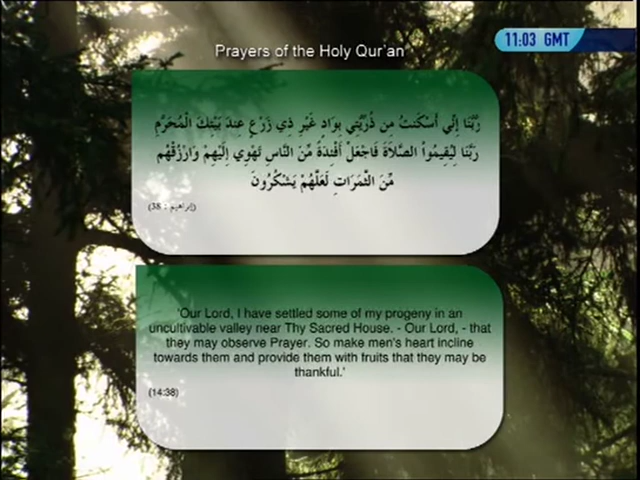 11:03 GMT
Prayers of the Holy Qur'an
رَبَّنَا إِنِّي أَسْكَنتُ مِن ذُرِّيَّتِي بِوَادٍ غَيْرِ ذِي زَرْعٍ عِندَ بَيْتِكَ الْمُحَرَّمِ
رَبَّنَا لِيُقِيمُواْ الصَّلاَةَ فَاجْعَلْ أَفْئِدَةً مِّنَ النَّاسِ تَهْوِي إِلَيْهِمْ وَارْزُقْهُم
مِّنَ الثَّمَرَاتِ لَعَلَّهُمْ يَشْكُرُونَ
(إبراهيم : 38)
'Our Lord, I have settled some of my progeny in an
uncultivable valley near Thy Sacred House. - Our Lord, - that
they may observe Prayer. So make men's heart incline
towards them and provide them with fruits that they may be
thankful.'
(14:38)